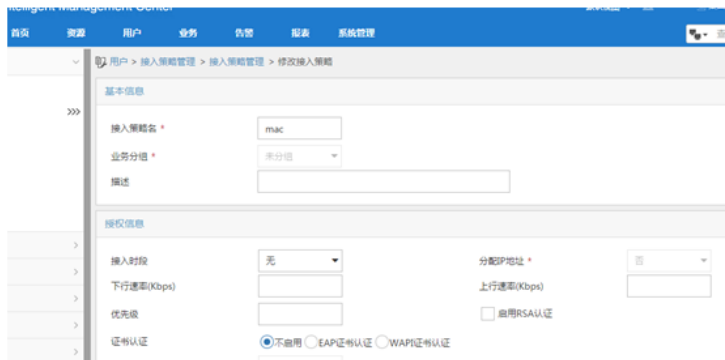 Intelligent Management Center
首页 资源 用户 业务 告警 报表 系统管理
用户 > 接入策略管理 > 接入策略管理 > 修改接入策略
基本信息
接入策略名 * mac
业务分组 * 未分组
描述
授权信息
接入时段 无 分配IP地址 * 否
下行速率(Kbps) 上行速率(Kbps)
优先级 启用RSA认证
证书认证 不启用 EAP证书认证 WAPI证书认证